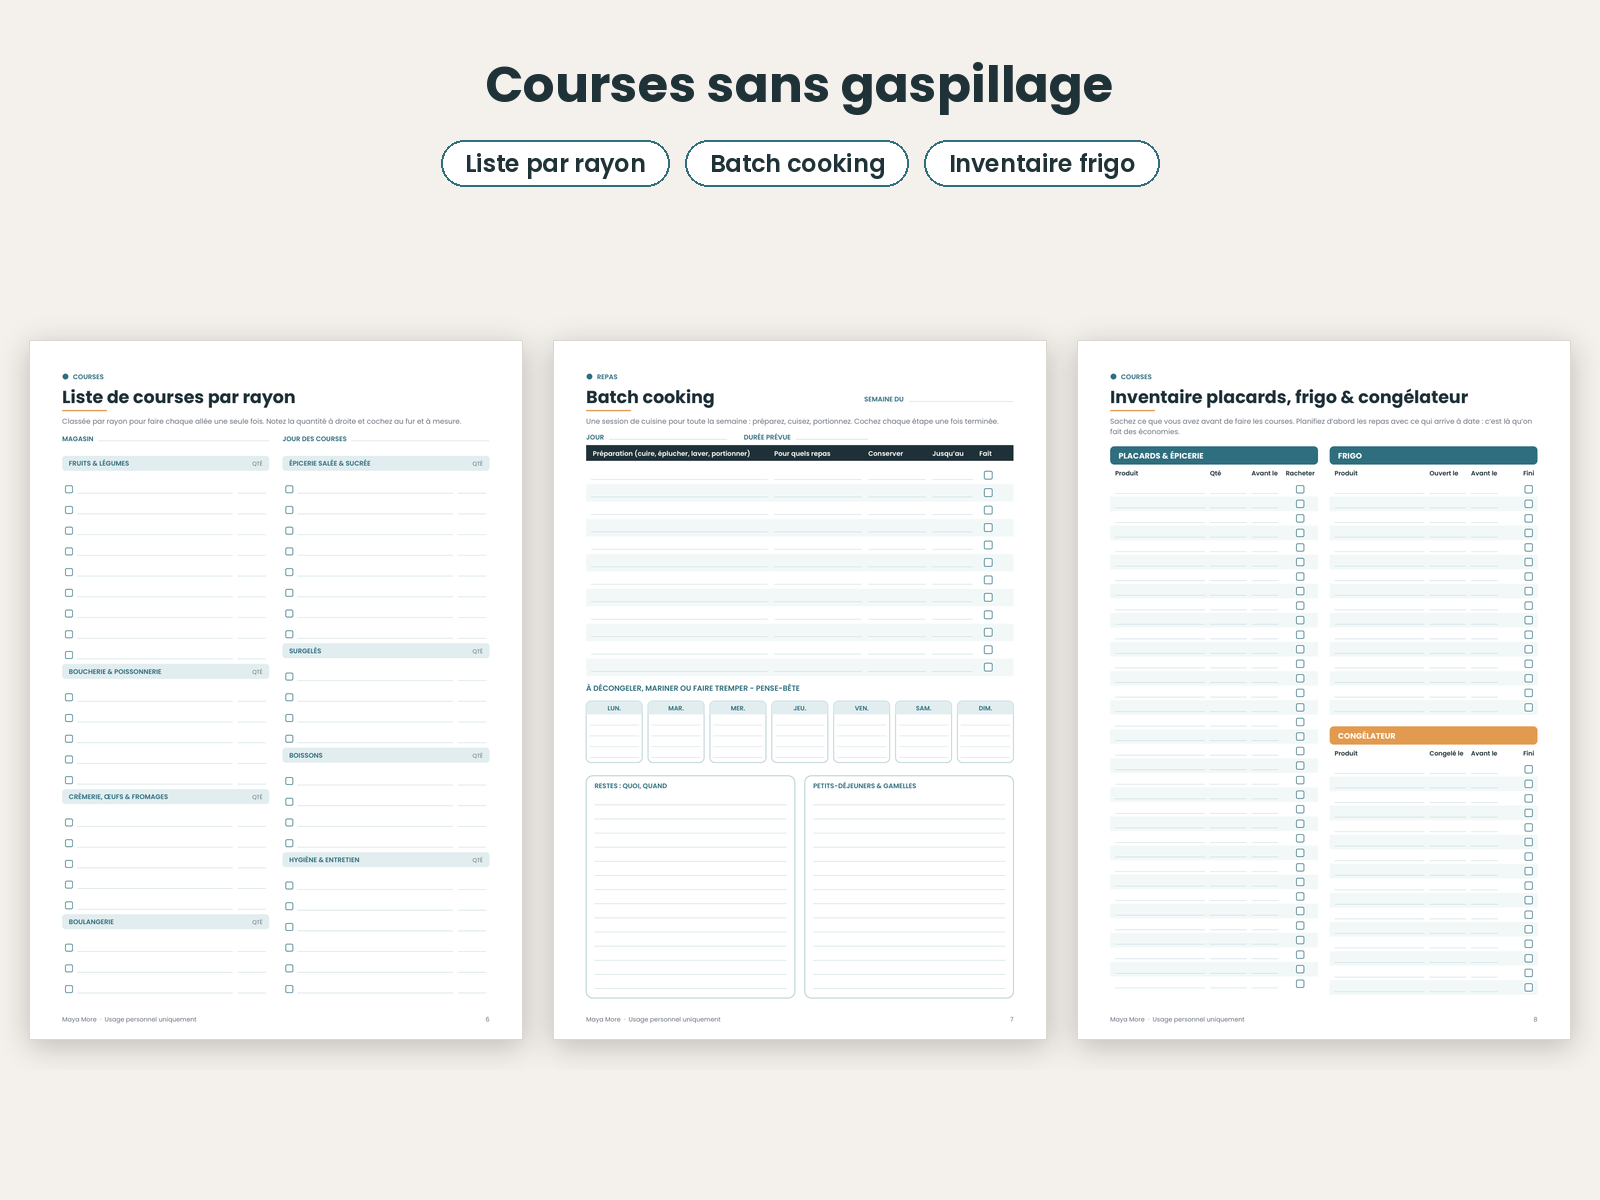 Courses sans gaspillage
Liste par rayon
Batch cooking
Inventaire frigo
COURSES
Liste de courses par rayon
Classée par rayon pour faire chaque allée une seule fois. Notez la quantité à droite et cochez au fur et à mesure.
MAGASIN
JOUR DES COURSES
FRUITS & LÉGUMES QTÉ
BOUCHERIE & POISSONNERIE QTÉ
CRÈMERIE, ŒUFS & FROMAGES QTÉ
BOULANGERIE QTÉ
ÉPICERIE SALÉE & SUCRÉE QTÉ
SURGELÉS QTÉ
BOISSONS QTÉ
HYGIÈNE & ENTRETIEN QTÉ
Maya More · Usage personnel uniquement 6
REPAS
Batch cooking
SEMAINE DU
Une session de cuisine pour toute la semaine : préparez, cuisez, portionnez. Cochez chaque étape une fois terminée.
JOUR
DURÉE PRÉVUE
Préparation (cuire, éplucher, laver, portionner) Pour quels repas Conserver Jusqu'au Fait
À DÉCONGELER, MARINER OU FAIRE TREMPER - PENSE-BÊTE
LUN. MAR. MER. JEU. VEN. SAM. DIM.
RESTES : QUOI, QUAND
PETITS-DÉJEUNERS & GAMELLES
Maya More · Usage personnel uniquement 7
COURSES
Inventaire placards, frigo & congélateur
Sachez ce que vous avez avant de faire les courses. Planifiez d'abord les repas avec ce qui arrive à date : c'est là qu'on
fait des économies.
PLACARDS & ÉPICERIE
Produit Qté Avant le Racheter
FRIGO
Produit Ouvert le Avant le Fini
CONGÉLATEUR
Produit Congelé le Avant le Fini
Maya More · Usage personnel uniquement 8